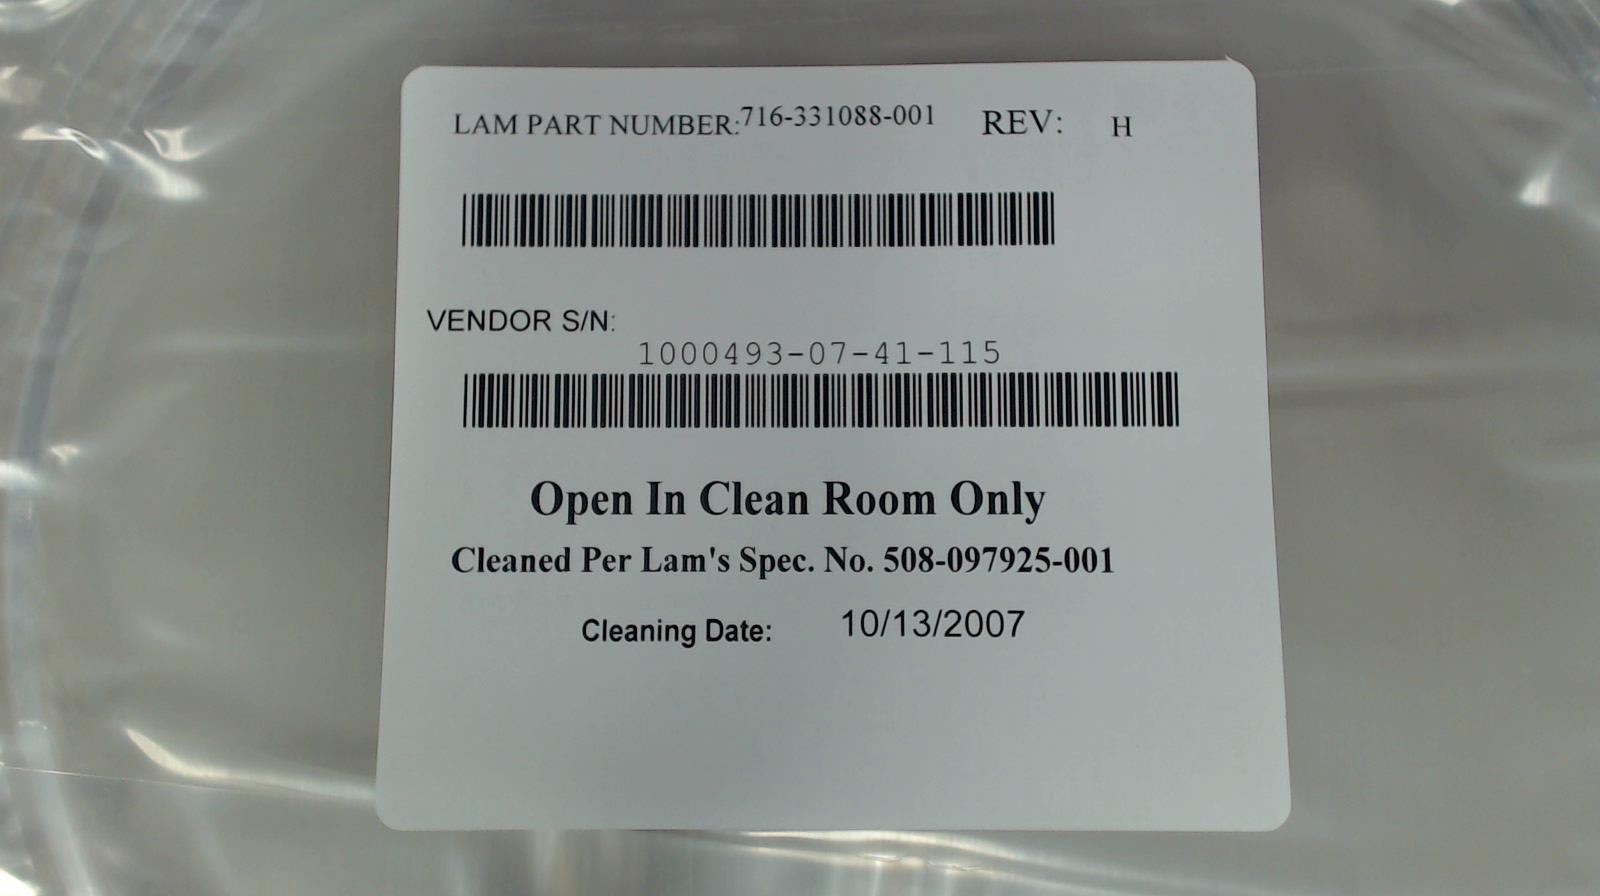 LAM PART NUMBER:716-331088-001 REV: H
VENDOR S/N:
1000493-07-41-115
Open In Clean Room Only
Cleaned Per Lam's Spec. No. 508-097925-001
Cleaning Date: 10/13/2007